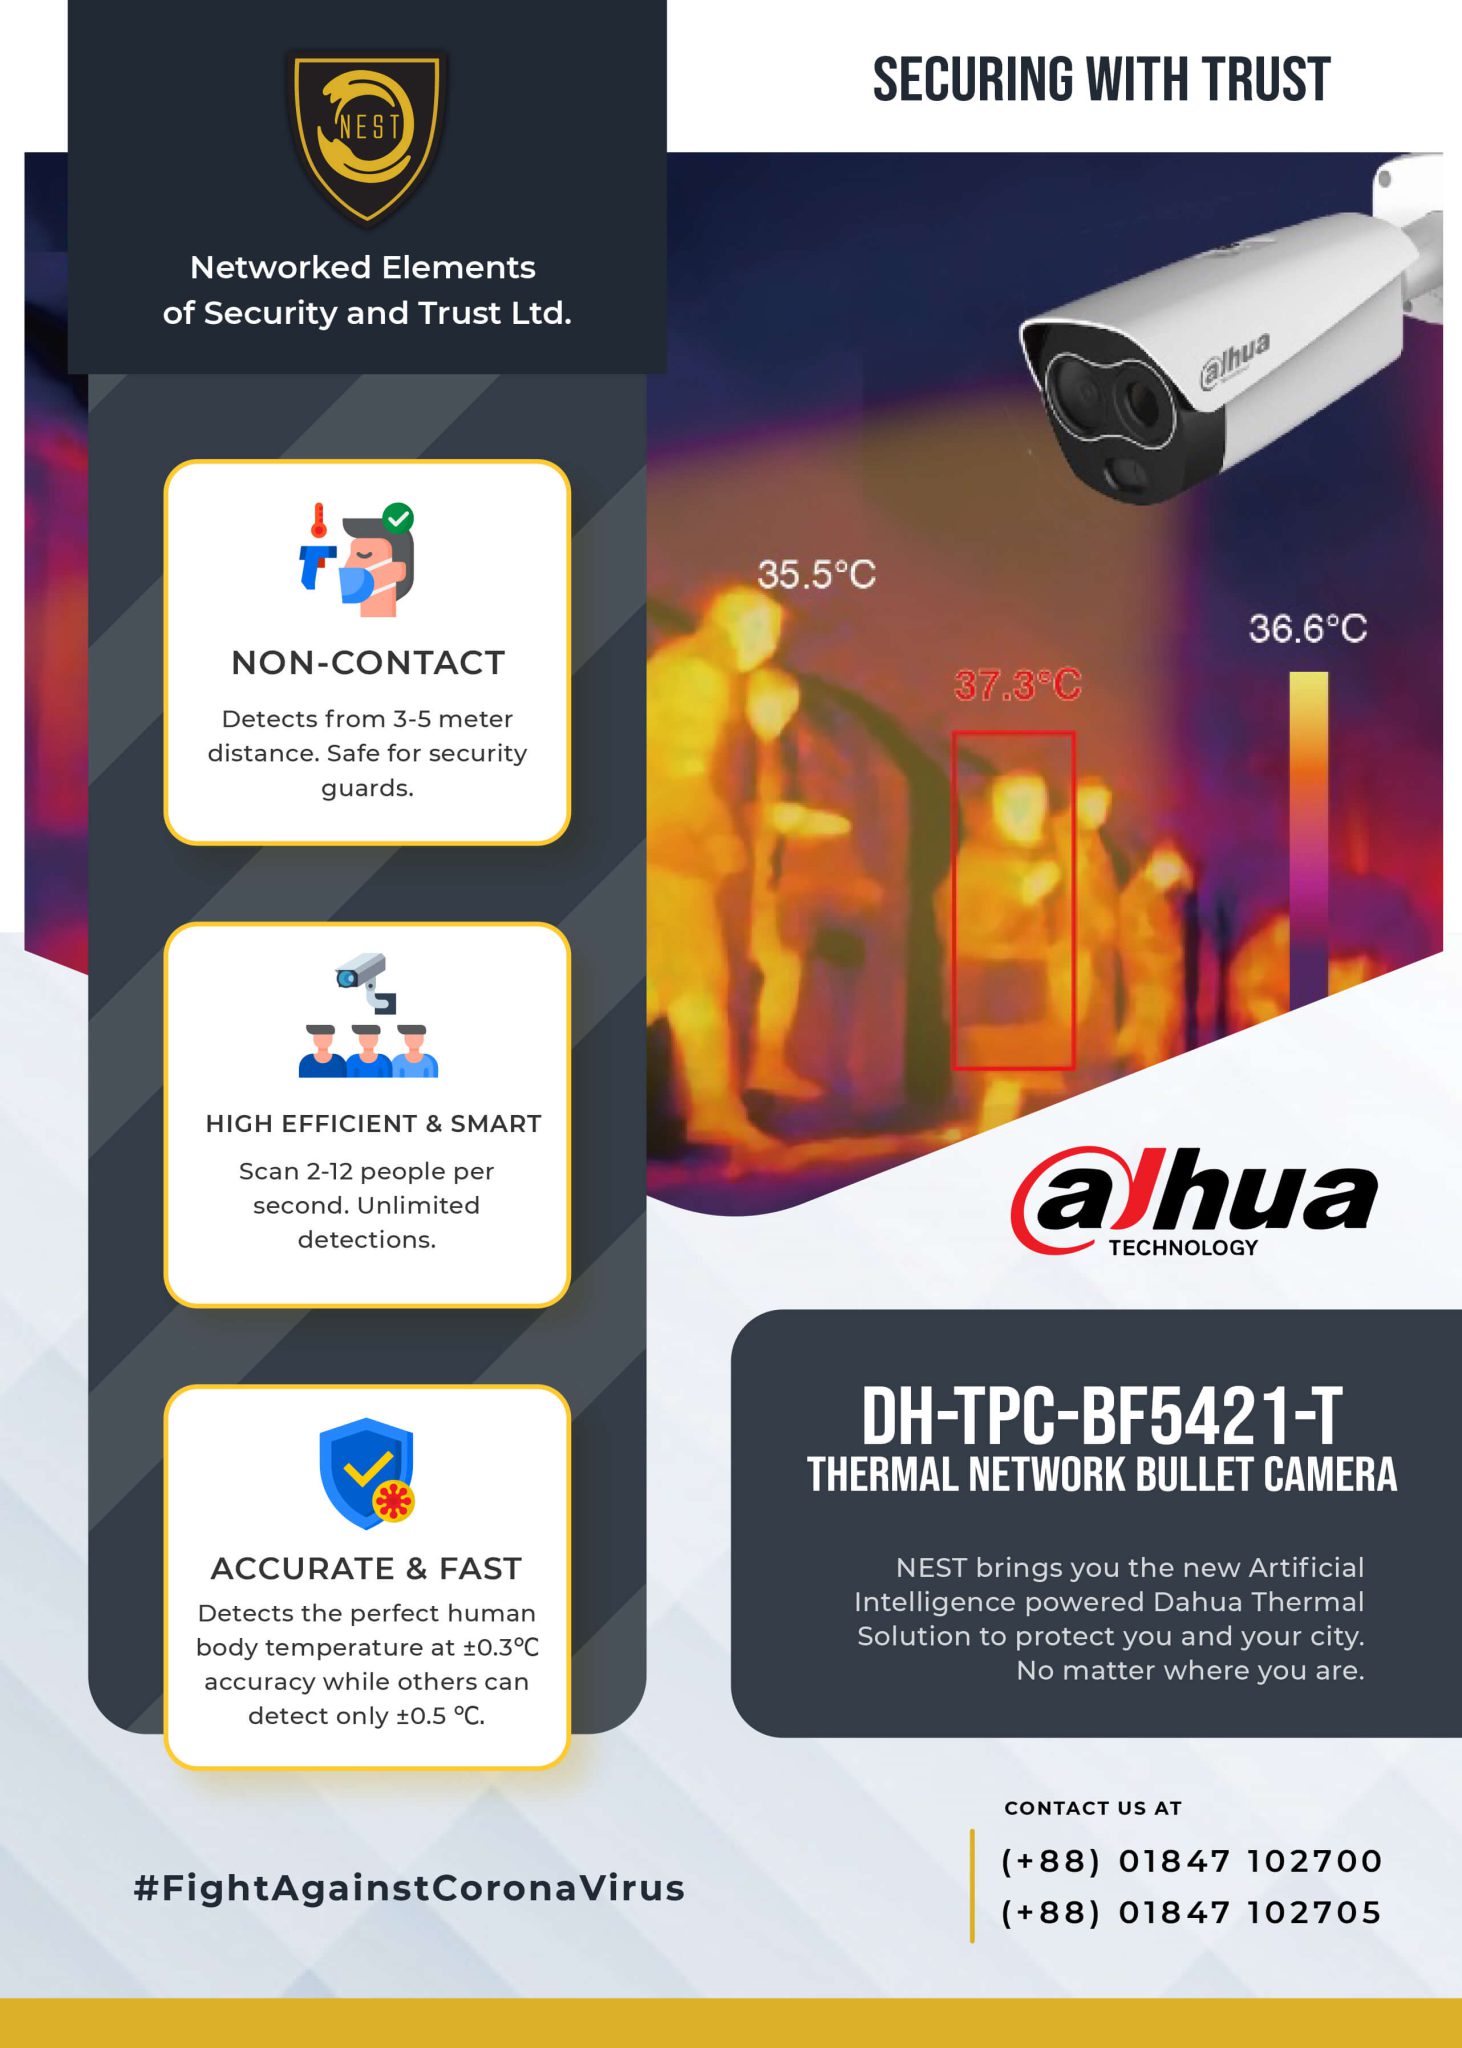 NEST
Networked Elements
of Security and Trust Ltd.
SECURING WITH TRUST
alhua
35.5°C
37.3°C
36.6°C
NON-CONTACT
Detects from 3-5 meter
distance. Safe for security
guards.
HIGH EFFICIENT & SMART
Scan 2-12 people per
second. Unlimited
detections.
ACCURATE & FAST
Detects the perfect human
body temperature at ±0.3℃
accuracy while others can
detect only ±0.5 ℃.
#FightAgainstCoronaVirus
alhua
TECHNOLOGY
DH-TPC-BF5421-T
THERMAL NETWORK BULLET CAMERA
NEST brings you the new Artificial
Intelligence powered Dahua Thermal
Solution to protect you and your city.
No matter where you are.
CONTACT US AT
(+88) 01847 102700
(+88) 01847 102705